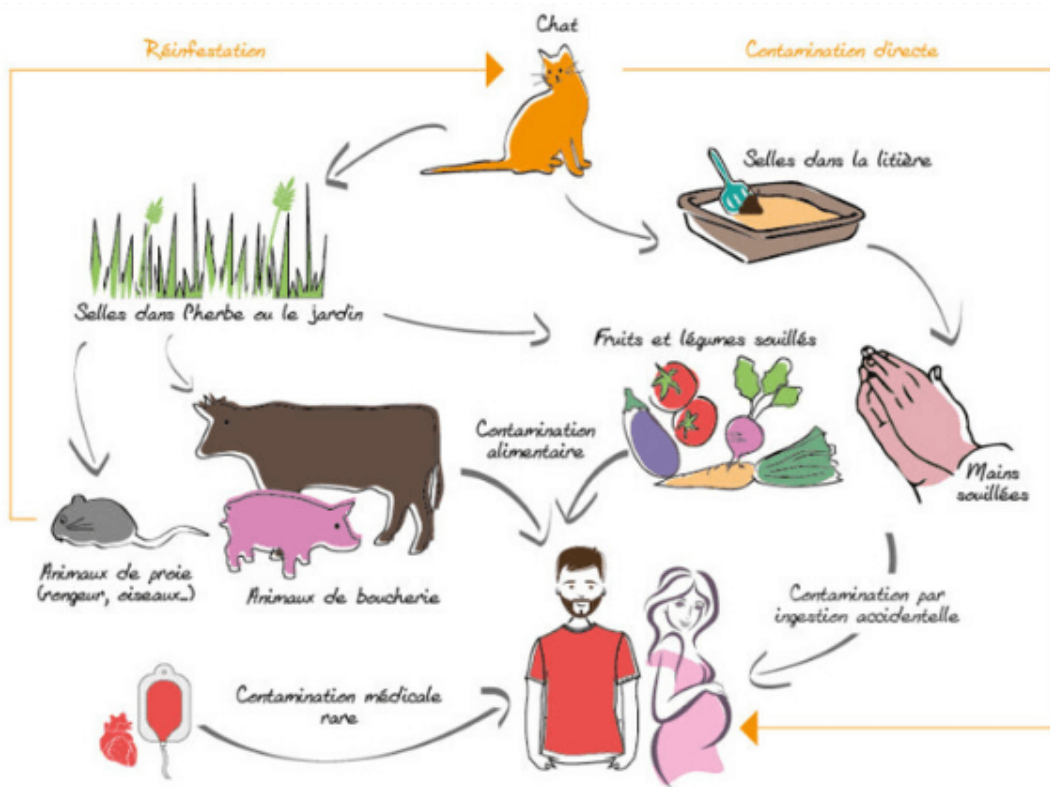 Chat
Réinfestation
Contamination directe
Selles dans la litière
Selles dans l'herbe ou le jardin
Fruits et légumes souillés
Contamination
alimentaire
Mains
souillées
Animaux de proie
(rongeur, oiseaux...)
Animaux de boucherie
Contamination par
ingestion accidentelle
Contamination médicale
rare